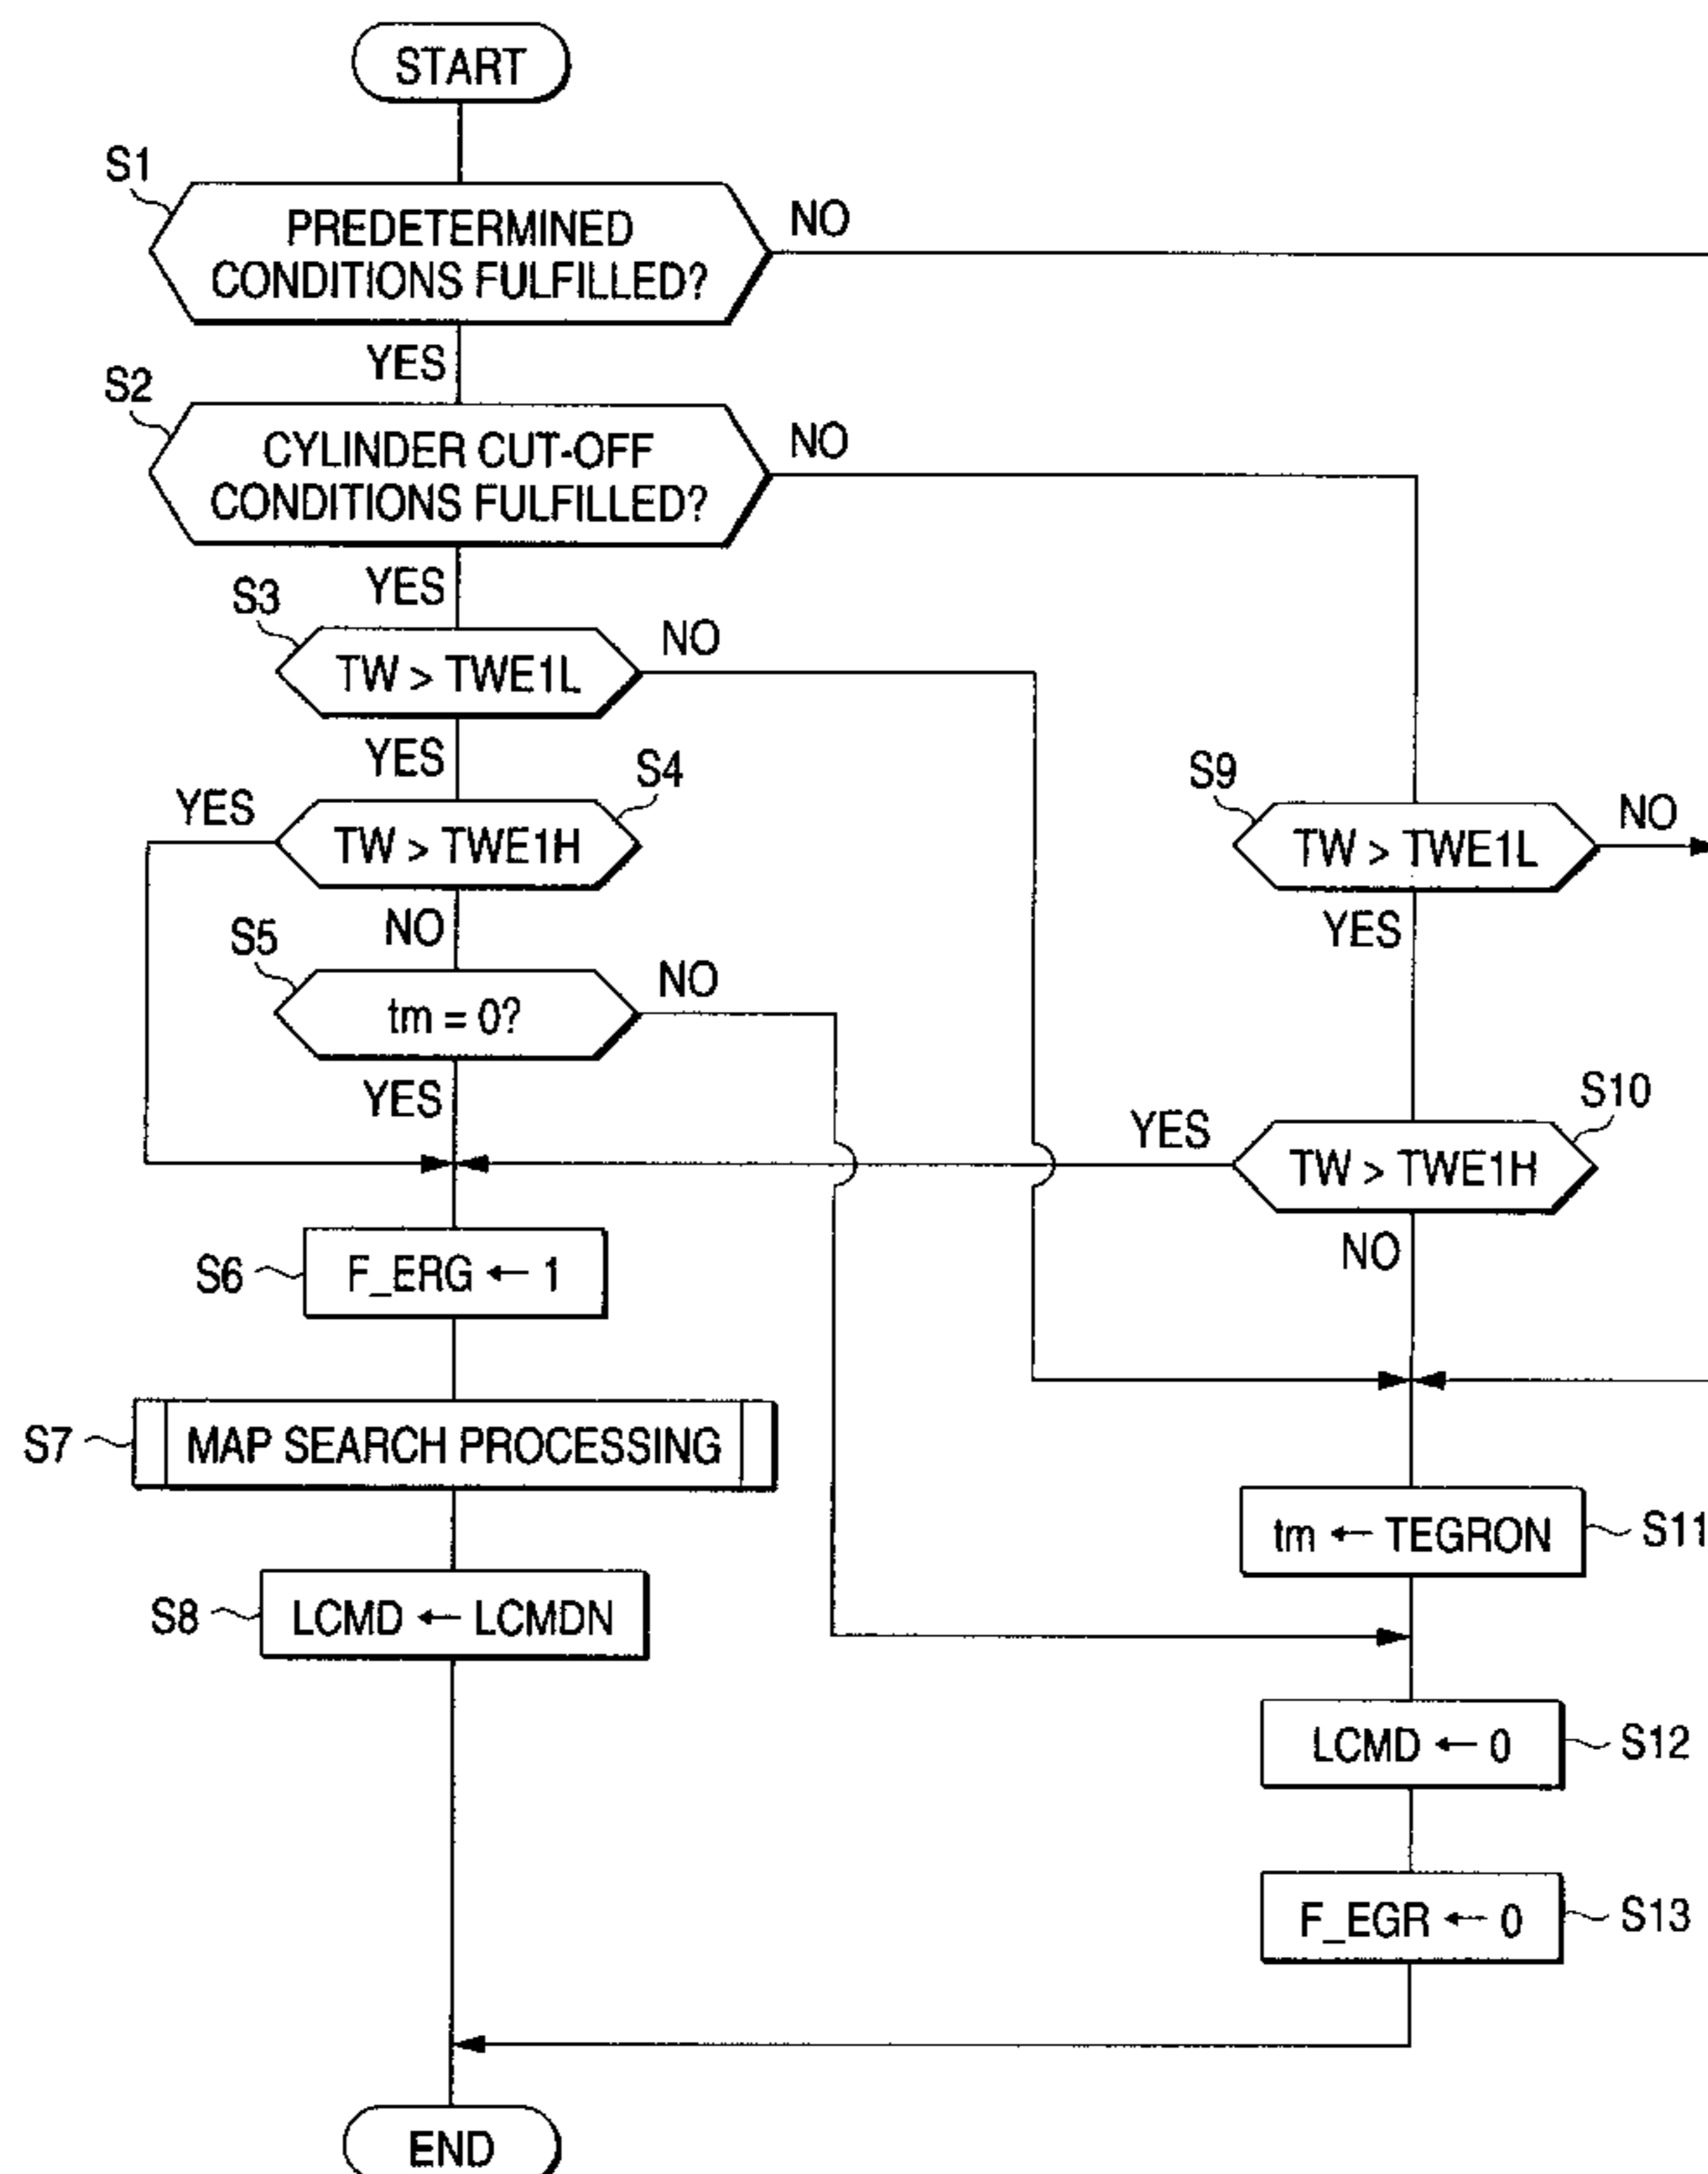 START
S1
PREDETERMINED
CONDITIONS FULFILLED?
NO
YES
S2
CYLINDER CUT-OFF
CONDITIONS FULFILLED?
NO
YES
S3
TW > TWE1L
NO
YES
S4
TW > TWE1H
YES
NO
S5
tm = 0?
NO
YES
S6
F_ERG ← 1
S7
MAP SEARCH PROCESSING
S8
LCMD ← LCMDN
S9
TW > TWE1L
NO
YES
S10
TW > TWE1H
YES
NO
tm ← TEGRON
S11
LCMD ← 0
S12
F_EGR ← 0
S13
END